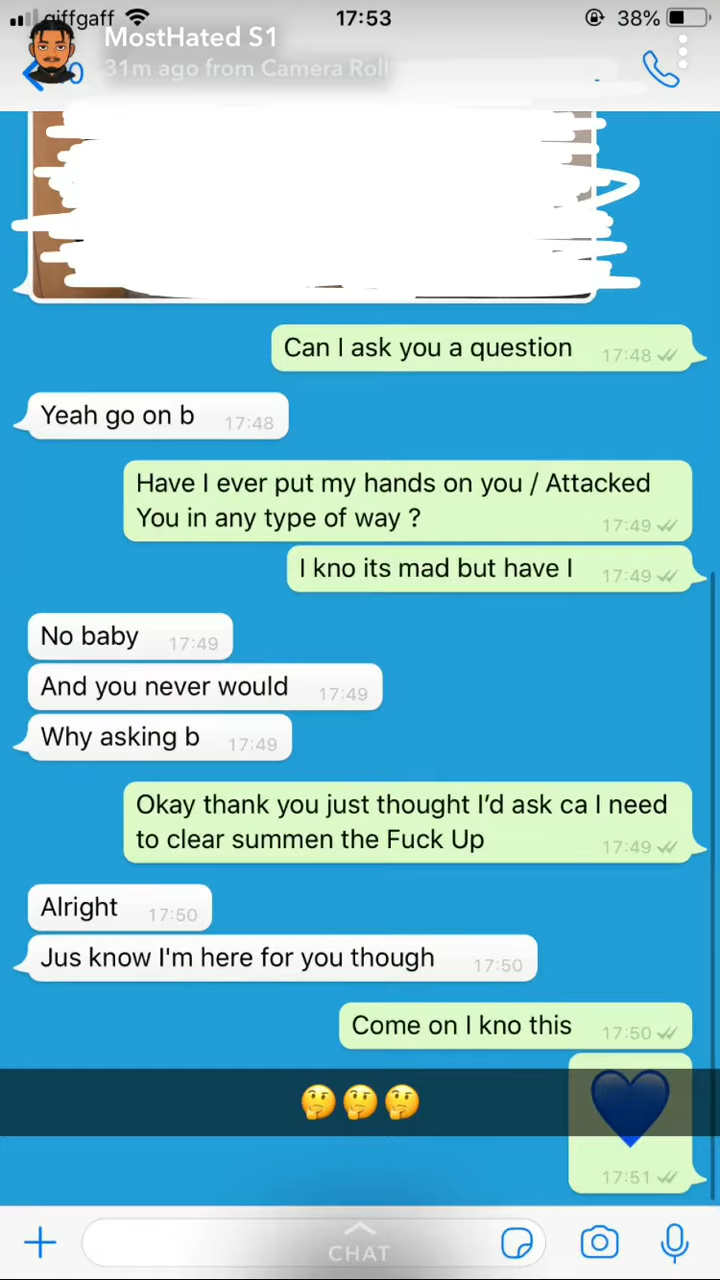 giffgaff 17:53 38%
MostHated S1
31m ago from Camera Roll
Can I ask you a question 17:48
Yeah go on b 17:48
Have I ever put my hands on you / Attacked
You in any type of way ? 17:49
I kno its mad but have I 17:49
No baby 17:49
And you never would 17:49
Why asking b 17:49
Okay thank you just thought I'd ask ca I need
to clear summen the Fuck Up 17:49
Alright 17:50
Jus know I'm here for you though 17:50
Come on I kno this 17:50
🤔🤔🤔
💙
17:51
CHAT